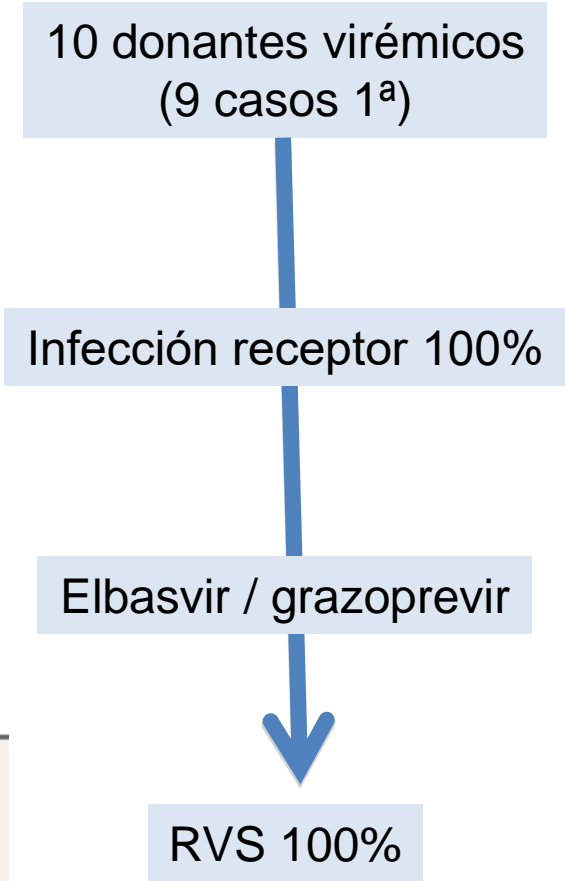 10 donantes virémicos
(9 casos 1ª)
Infección receptor 100%
Elbasvir / grazoprevir
RVS 100%